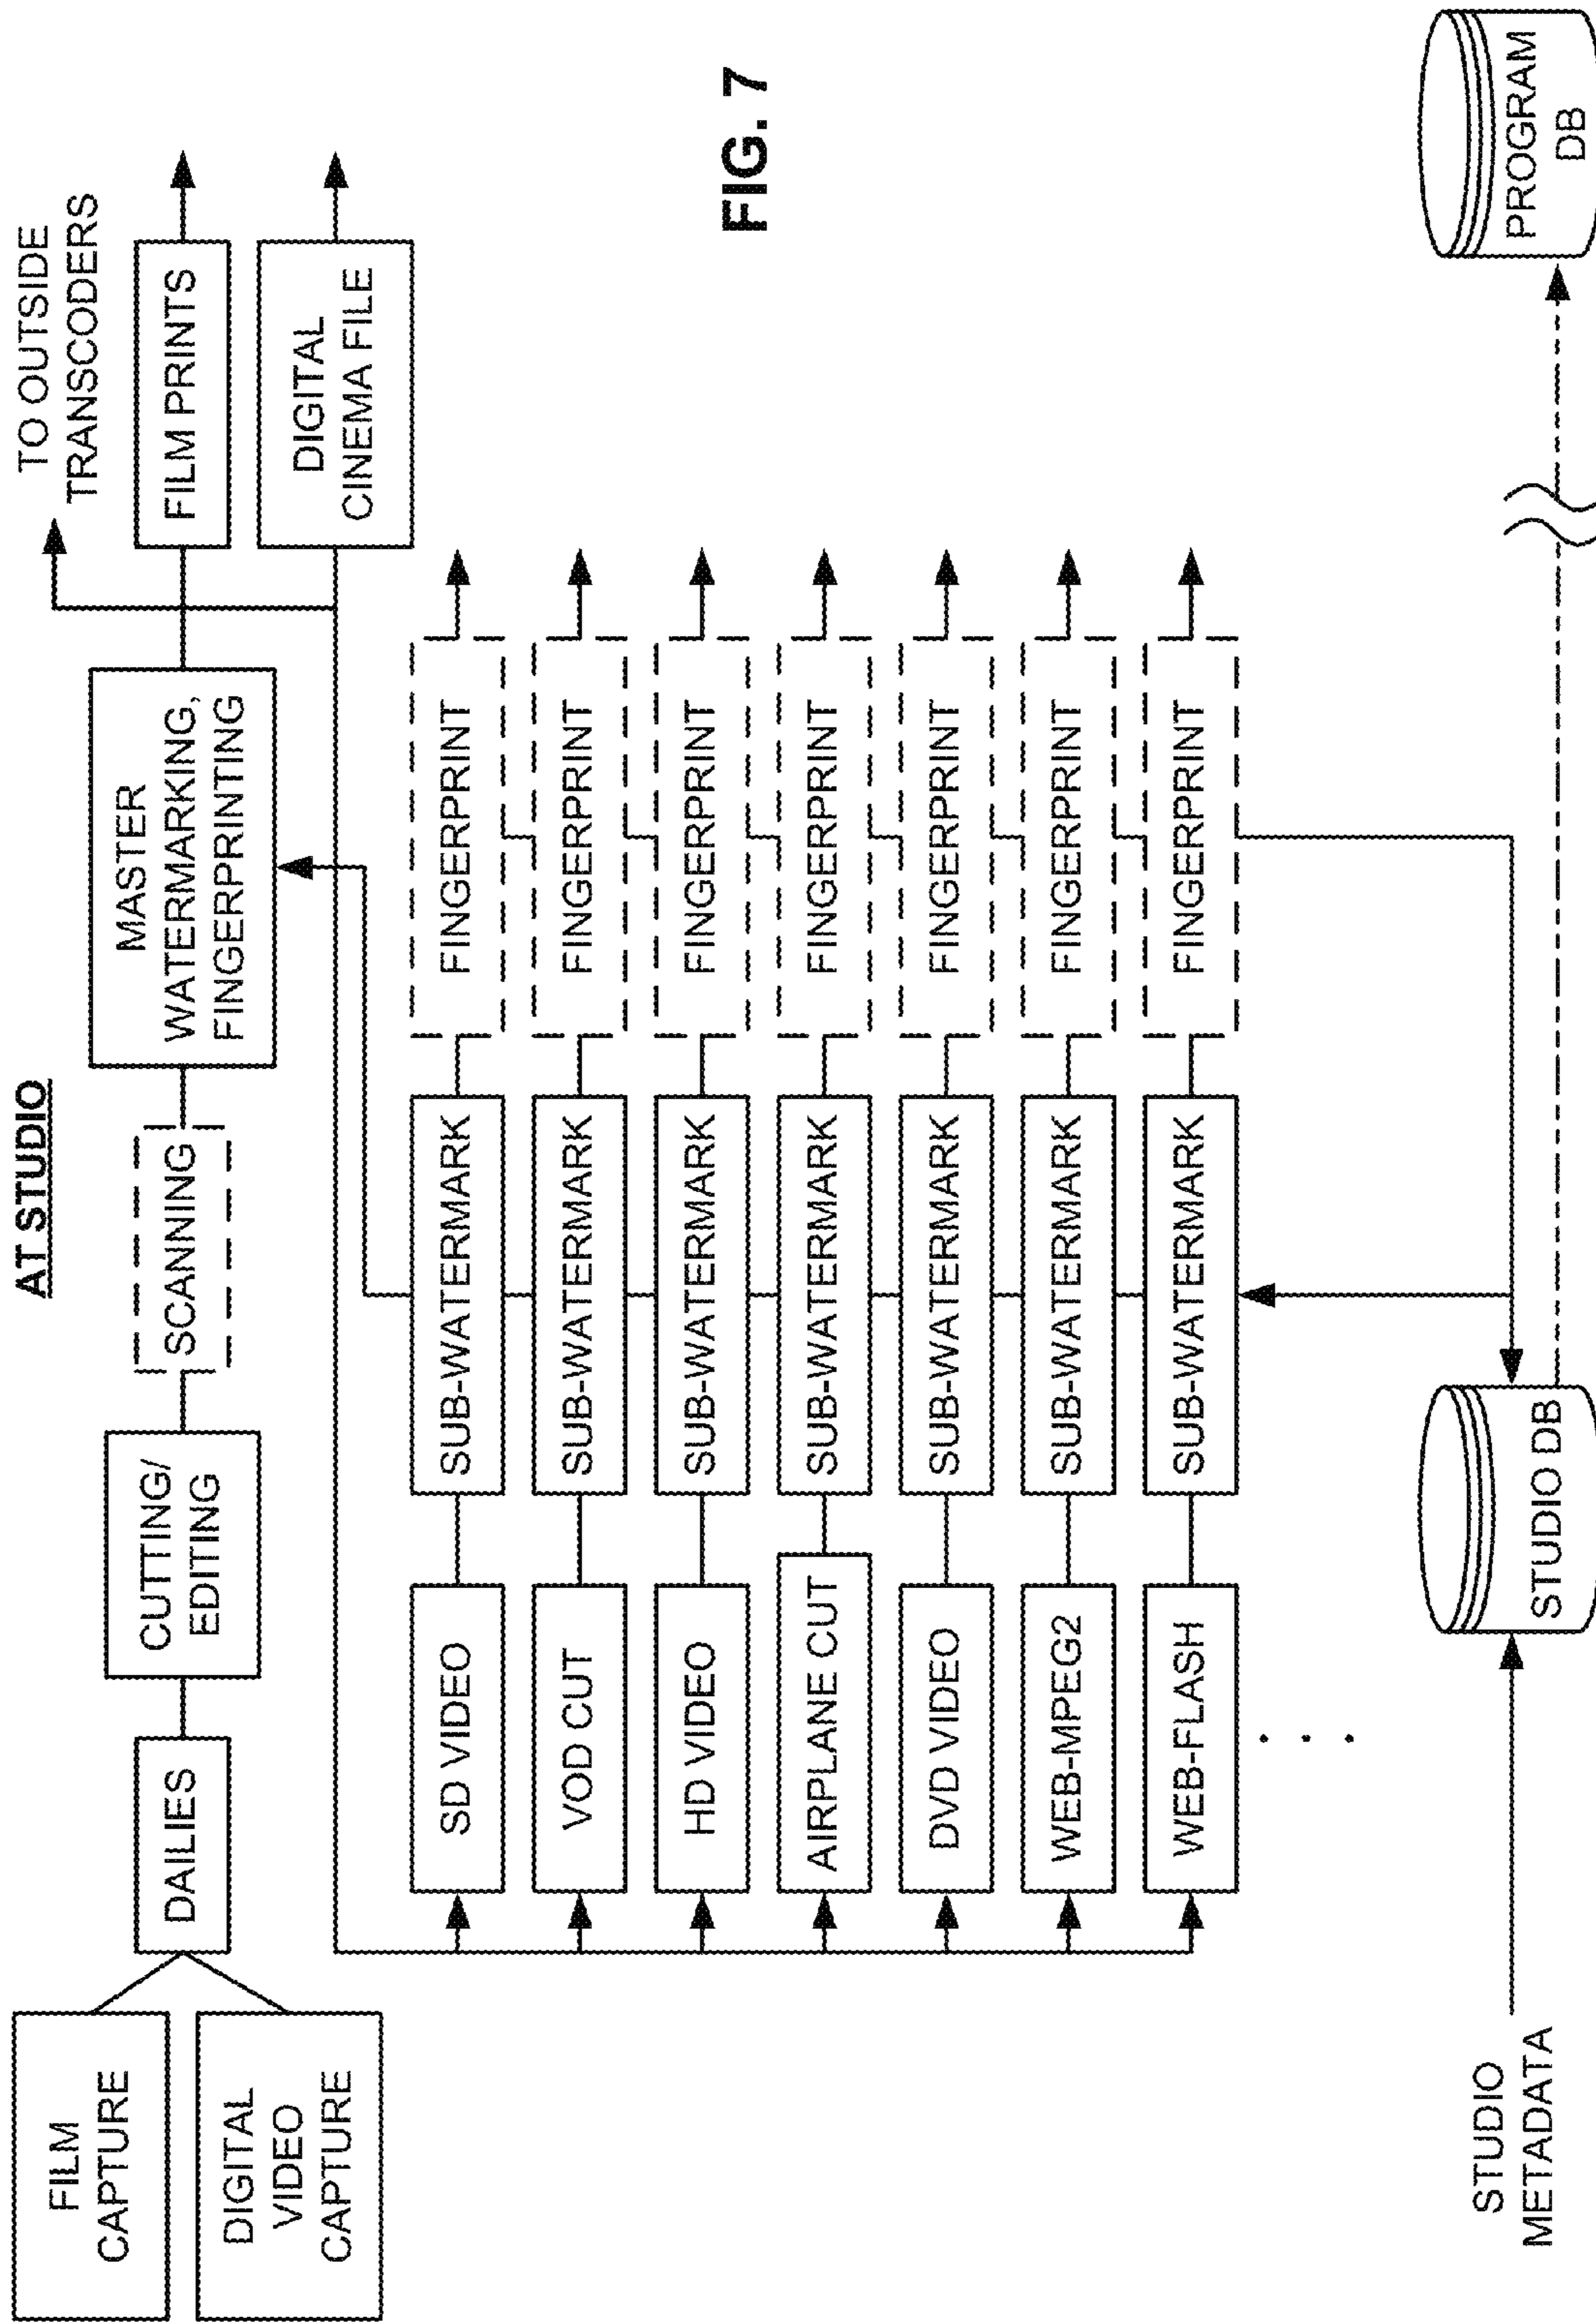 AT STUDIO
FILM
CAPTURE
DIGITAL
VIDEO
CAPTURE
DAILIES
CUTTING/
EDITING
SCANNING
MASTER
WATERMARKING,
FINGERPRINTING
TO OUTSIDE
TRANSCODERS
FILM PRINTS
DIGITAL
CINEMA FILE
SD VIDEO
SUB-WATERMARK
FINGERPRINT
VOD CUT
SUB-WATERMARK
FINGERPRINT
HD VIDEO
SUB-WATERMARK
FINGERPRINT
AIRPLANE CUT
SUB-WATERMARK
FINGERPRINT
DVD VIDEO
SUB-WATERMARK
FINGERPRINT
WEB-MPEG2
SUB-WATERMARK
FINGERPRINT
WEB-FLASH
SUB-WATERMARK
FINGERPRINT
. . .
STUDIO
METADATA
STUDIO DB
PROGRAM
DB
FIG. 7